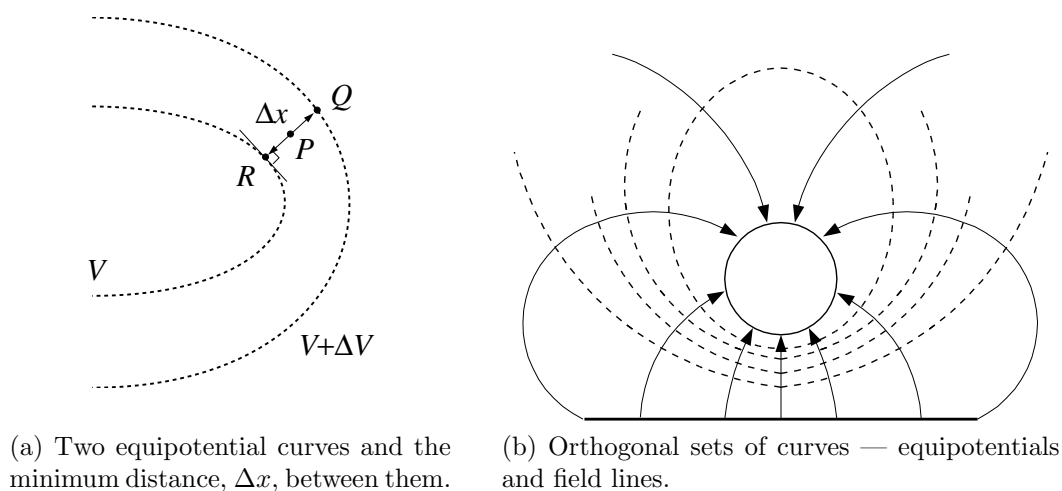 Q
Δx
P
R
V
V+ΔV
(a) Two equipotential curves and the
minimum distance, Δx, between them.
(b) Orthogonal sets of curves — equipotentials
and field lines.